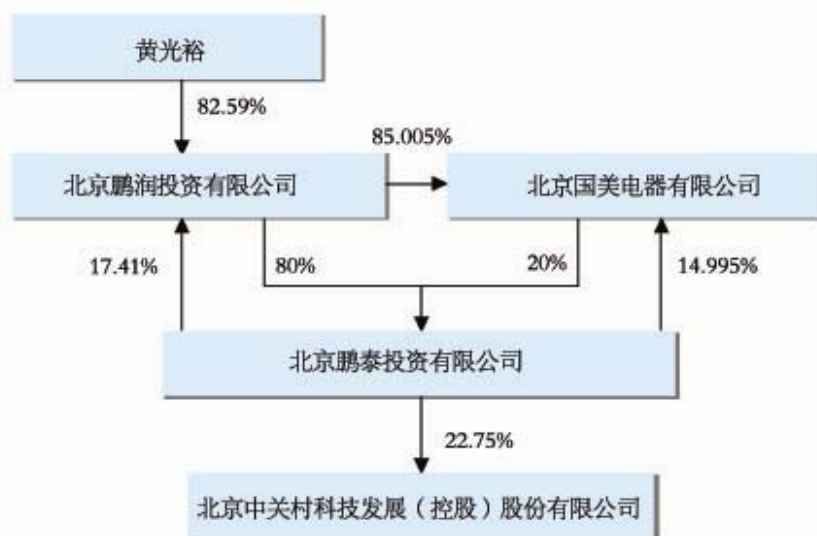 黄光裕
82.59%
85.005%
北京鹏润投资有限公司
北京国美电器有限公司
17.41%
80%
20%
14.995%
北京鹏泰投资有限公司
22.75%
北京中关村科技发展（控股）股份有限公司